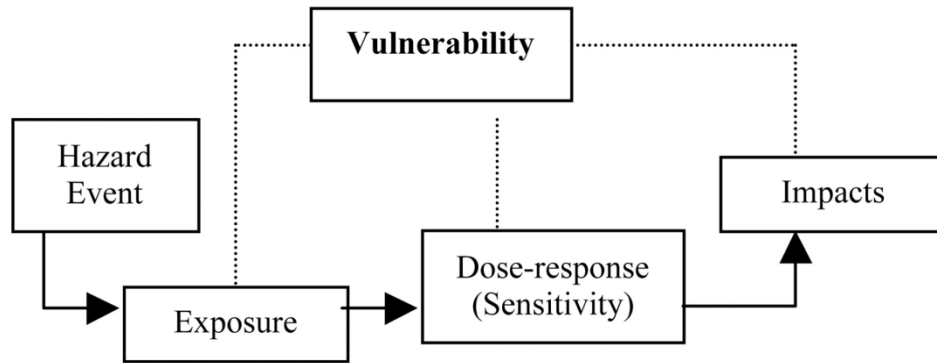 Vulnerability
Hazard
Event
Impacts
Dose-response
(Sensitivity)
Exposure